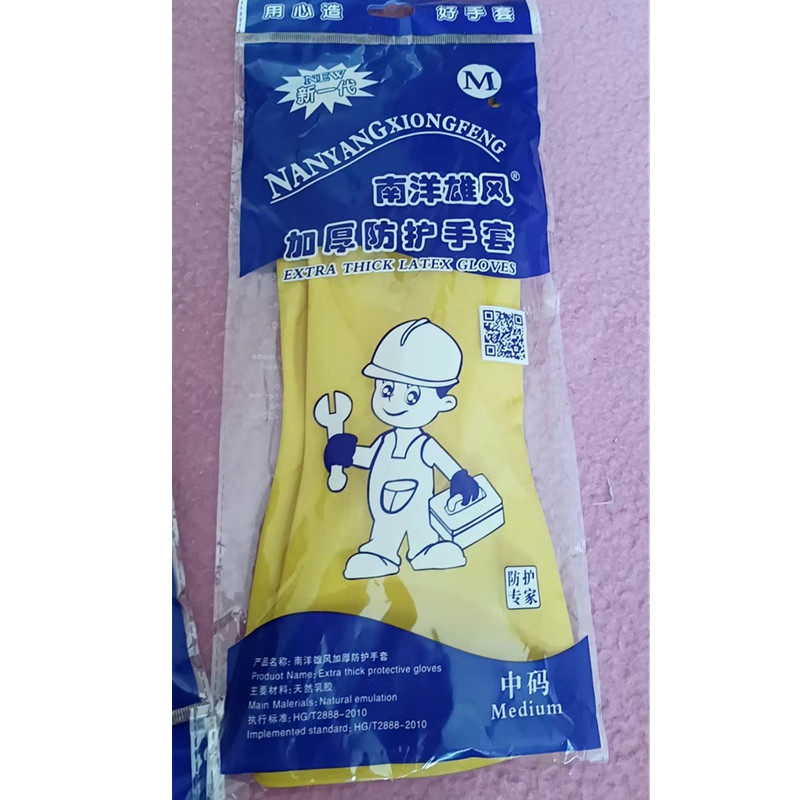 用心造 好手套
NEW
新一代
M
NANYANGXIONGFENG
南洋雄风®
加厚防护手套
EXTRA THICK LATEX GLOVES
防护
专家
产品名称：南洋雄风加厚防护手套
Product Name: Extra thick protective gloves
主要材料：天然乳胶
Main Materials: Natural emulation
执行标准：HG/T2888-2010
Implemented standard: HG/T2888-2010
中码
Medium